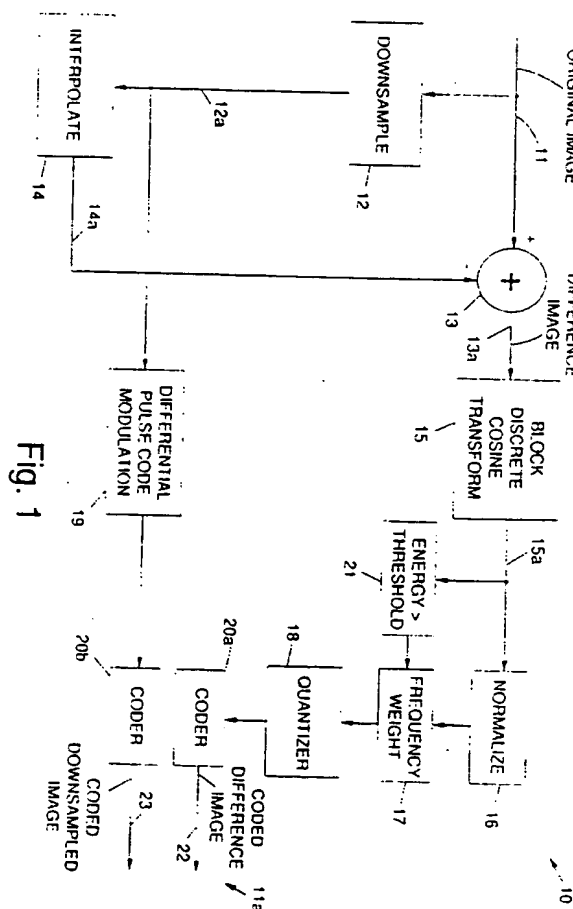 10
ORIGINAL IMAGE
11
+
+
13
DIFFERENCE
IMAGE
13a
BLOCK
DISCRETE
COSINE
TRANSFORM
15
15a
NORMALIZE
16
ENERGY >
THRESHOLD
21
FREQUENCY
WEIGHT
17
DOWNSAMPLE
12
12a
QUANTIZER
18
CODER
20a
CODED
DIFFERENCE
IMAGE
22
11a
INTERPOLATE
14
14a
DIFFERENTIAL
PULSE CODE
MODULATION
19
CODER
20b
23
CODED
DOWNSAMPLED
IMAGE
Fig. 1